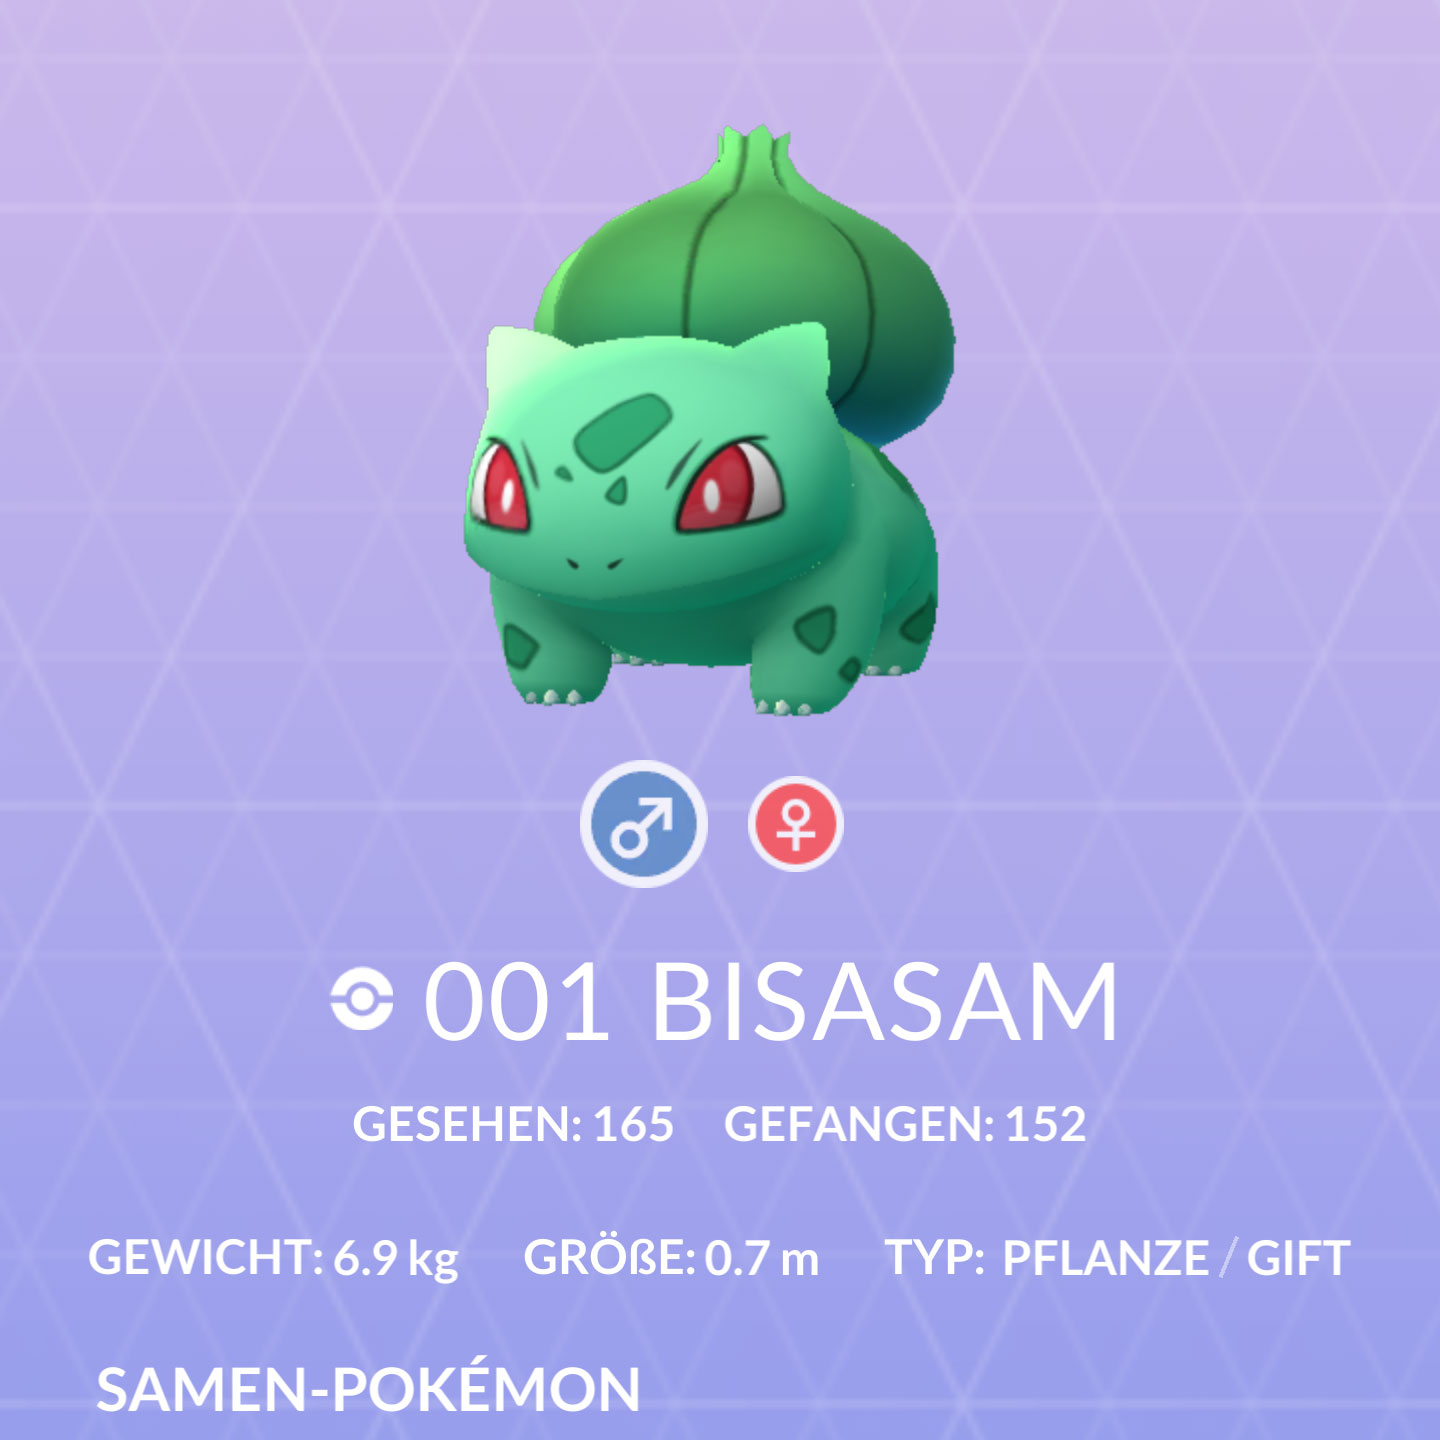 001 BISASAM
GESEHEN: 165 GEFANGEN: 152
GEWICHT: 6.9 kg GRÖßE: 0.7 m TYP: PFLANZE / GIFT
SAMEN-POKÉMON